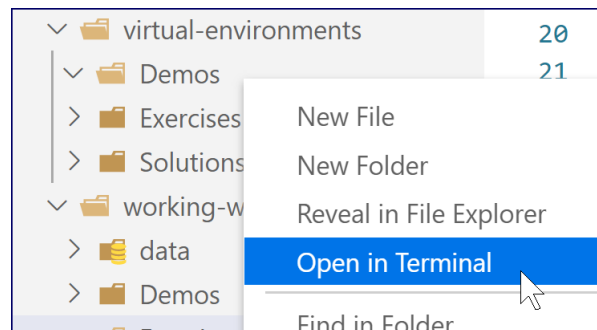 virtual-environments
Demos
Exercises
Solutions
working-w
data
Demos
20
21
New File
New Folder
Reveal in File Explorer
Open in Terminal
Find in Folder